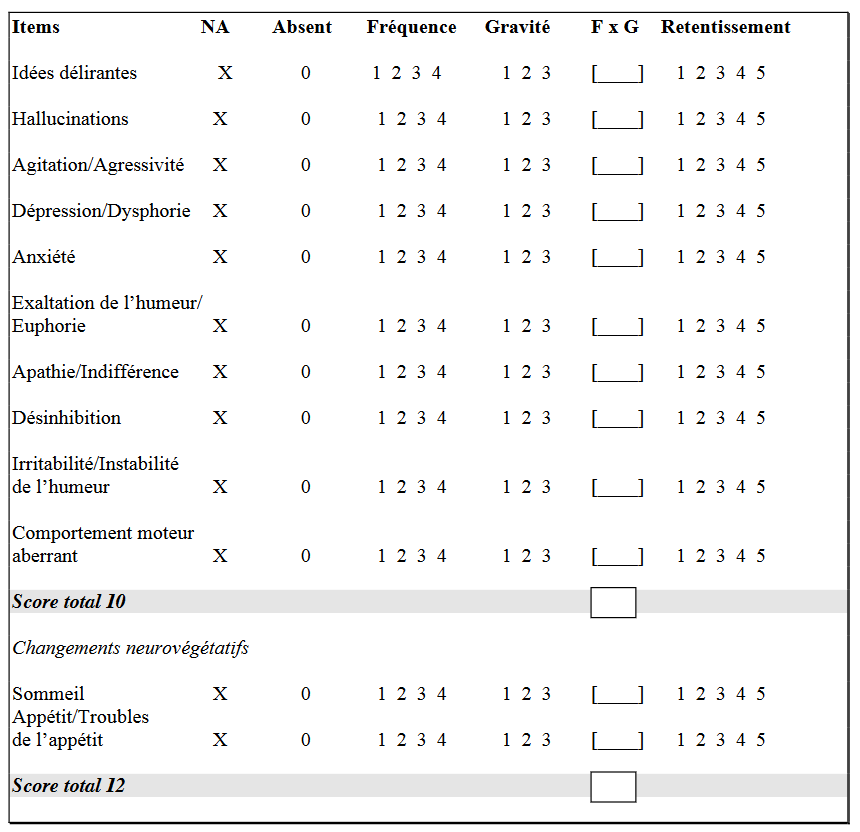 Items NA Absent Fréquence Gravité F x G Retentissement
Idées délirantes X 0 1 2 3 4 1 2 3 [____] 1 2 3 4 5
Hallucinations X 0 1 2 3 4 1 2 3 [____] 1 2 3 4 5
Agitation/Agressivité X 0 1 2 3 4 1 2 3 [____] 1 2 3 4 5
Dépression/Dysphorie X 0 1 2 3 4 1 2 3 [____] 1 2 3 4 5
Anxiété X 0 1 2 3 4 1 2 3 [____] 1 2 3 4 5
Exaltation de l’humeur/
Euphorie X 0 1 2 3 4 1 2 3 [____] 1 2 3 4 5
Apathie/Indifférence X 0 1 2 3 4 1 2 3 [____] 1 2 3 4 5
Désinhibition X 0 1 2 3 4 1 2 3 [____] 1 2 3 4 5
Irritabilité/Instabilité
de l’humeur X 0 1 2 3 4 1 2 3 [____] 1 2 3 4 5
Comportement moteur
aberrant X 0 1 2 3 4 1 2 3 [____] 1 2 3 4 5
Score total 10
Changements neurovégétatifs
Sommeil X 0 1 2 3 4 1 2 3 [____] 1 2 3 4 5
Appétit/Troubles
de l’appétit X 0 1 2 3 4 1 2 3 [____] 1 2 3 4 5
Score total 12